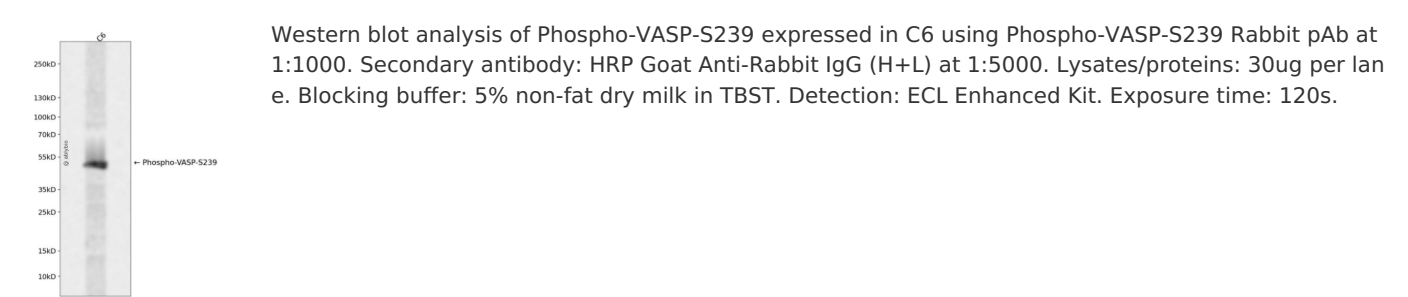 C6
250kD
130kD
100kD
70kD
55kD
35kD
25kD
15kD
10kD
← Phospho-VASP-S239
Western blot analysis of Phospho-VASP-S239 expressed in C6 using Phospho-VASP-S239 Rabbit pAb at
1:1000. Secondary antibody: HRP Goat Anti-Rabbit IgG (H+L) at 1:5000. Lysates/proteins: 30ug per lan
e. Blocking buffer: 5% non-fat dry milk in TBST. Detection: ECL Enhanced Kit. Exposure time: 120s.